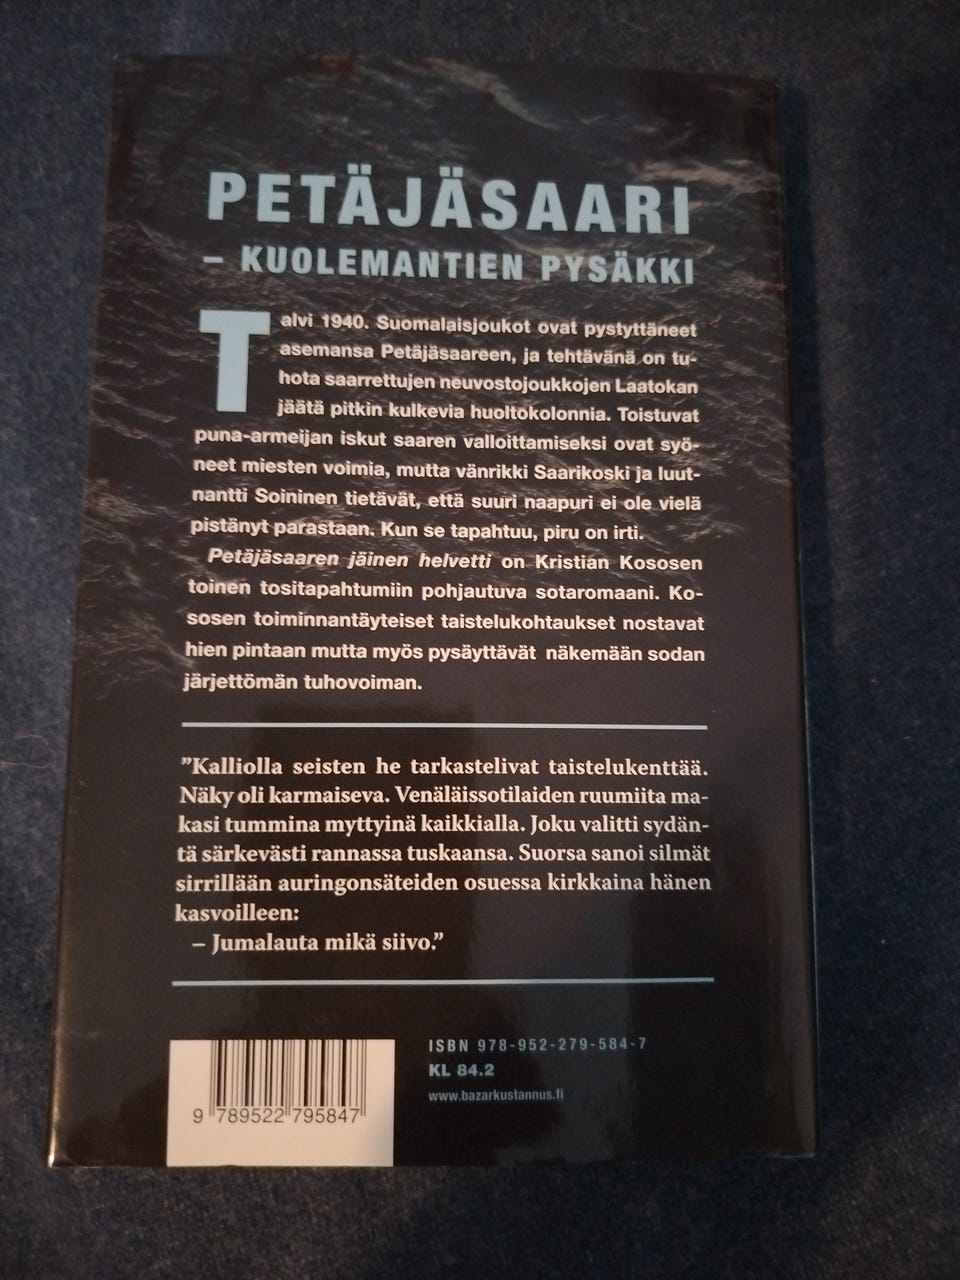 PETÄJÄSAARI
– KUOLEMANTIEN PYSÄKKI
Talvi 1940. Suomalaisjoukot ovat pystyttäneet
asemansa Petäjäsaareen, ja tehtävänä on tu-
hota saarrettujen neuvostojoukkojen Laatokan
jäätä pitkin kulkevia huoltokolonnia. Toistuvat
puna-armeijan iskut saaren valloittamiseksi ovat syö-
neet miesten voimia, mutta vänrikki Saarikoski ja luut-
nantti Soininen tietävät, että suuri naapuri ei ole vielä
pistänyt parastaan. Kun se tapahtuu, piru on irti.
Petäjäsaaren jäinen helvetti on Kristian Kososen
toinen tositapahtumiin pohjautuva sotaromaani. Ko-
sosen toiminnantäyteiset taistelukohtaukset nostavat
hien pintaan mutta myös pysäyttävät näkemään sodan
järjettömän tuhovoiman.
”Kalliolla seisten he tarkastelivat taistelukenttää.
Näky oli karmaiseva. Venäläissotilaiden ruumiita ma-
kasi tummina myttyinä kaikkialla. Joku valitti sydän-
tä särkevästi rannassa tuskaansa. Suorsa sanoi silmät
sirrillään auringonsäteiden osuessa kirkkaina hänen
kasvoilleen:
– Jumalauta mikä siivo.”
ISBN 978-952-279-584-7
KL 84.2
www.bazarkustannus.fi
9 789522 795847